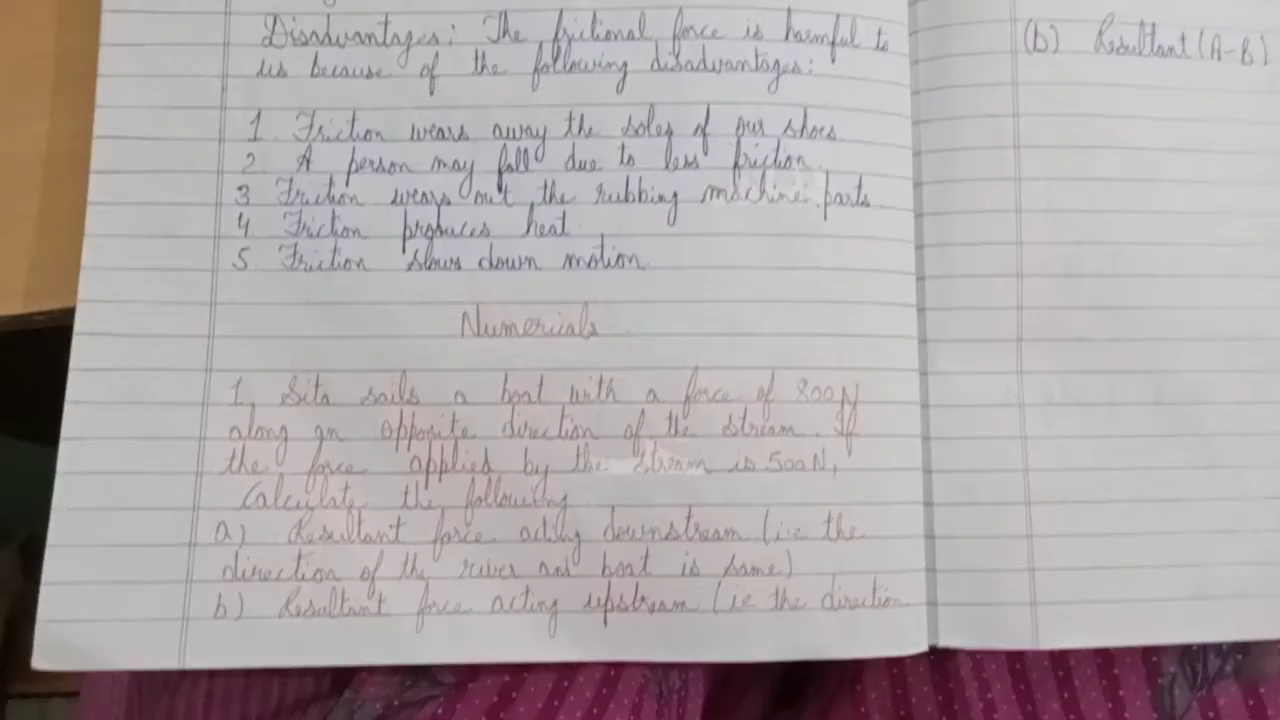 Disadvantages: The frictional force is harmful to
us because of the following disadvantages:
1 Friction wears away the soles of our shoes.
2 A person may fall due to less friction.
3 Friction wears out the rubbing machine parts
4 Friction produces heat
5 Friction slows down motion
Numericals
1. Sita sails a boat with a force of 800N
along an opposite direction of the stream. If
the force applied by the stream is 500N,
Calculate the following
a) Resultant force acting downstream (i.e the
direction of the river and boat is same)
b) Resultant force acting upstream (ie the direction
(b) Resultant (A-B)